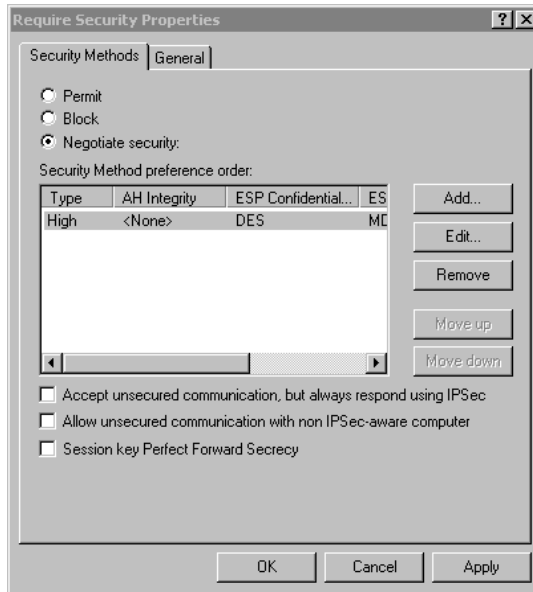 Require Security Properties
Security Methods General
Permit
Block
Negotiate security:
Security Method preference order:
Type AH Integrity ESP Confidential... ES
High <None> DES MD
Add...
Edit...
Remove
Move up
Move down
Accept unsecured communication, but always respond using IPSec
Allow unsecured communication with non IPSec-aware computer
Session key Perfect Forward Secrecy
OK Cancel Apply